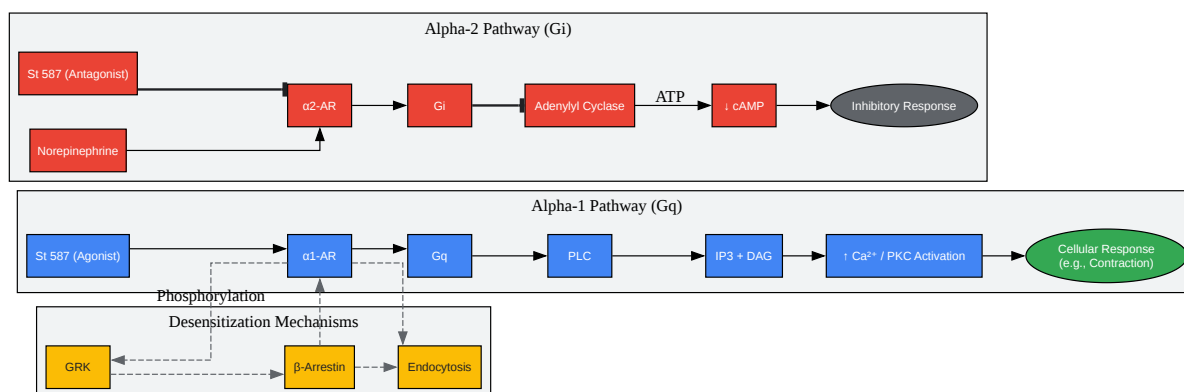 Alpha-2 Pathway (Gi)
St 587 (Antagonist)
α2-AR
Gi
Adenylyl Cyclase
ATP
↓ cAMP
Inhibitory Response
Norepinephrine
Alpha-1 Pathway (Gq)
St 587 (Agonist)
α1-AR
Gq
PLC
IP3 + DAG
↑ Ca²⁺ / PKC Activation
Cellular Response
(e.g., Contraction)
Phosphorylation
Desensitization Mechanisms
GRK
β-Arrestin
Endocytosis